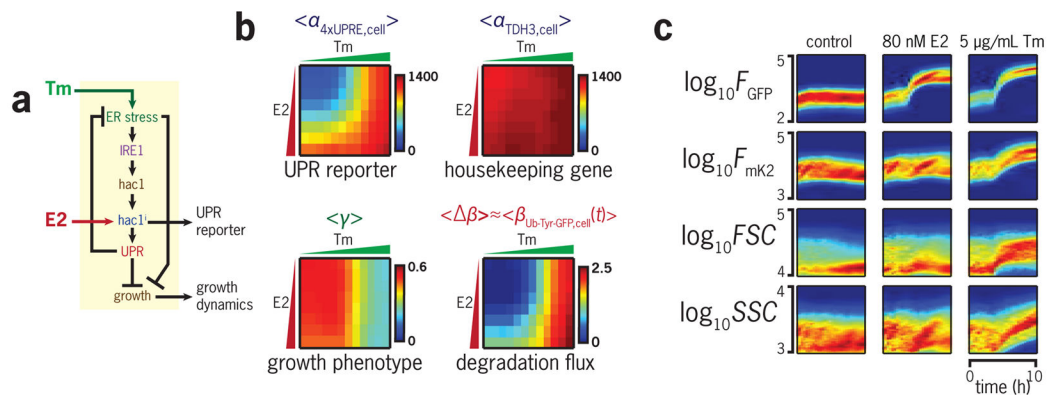 a
Tm
ER stress
IRE1
hac1
E2
hac1ⁱ
UPR reporter
UPR
growth
growth dynamics
b
<α4xUPRE,cell>
Tm
E2
1400
0
UPR reporter
<αTDH3,cell>
Tm
E2
1400
0
housekeeping gene
<γ>
Tm
E2
0.6
0
growth phenotype
<Δβ>≈<βUb-Tyr-GFP,cell(t)>
Tm
E2
2.5
0
degradation flux
c
control
80 nM E2
5 µg/mL Tm
log10FGFP
5
2
log10FmK2
5
3
log10FSC
5
4
log10SSC
4
3
0
10
time (h)